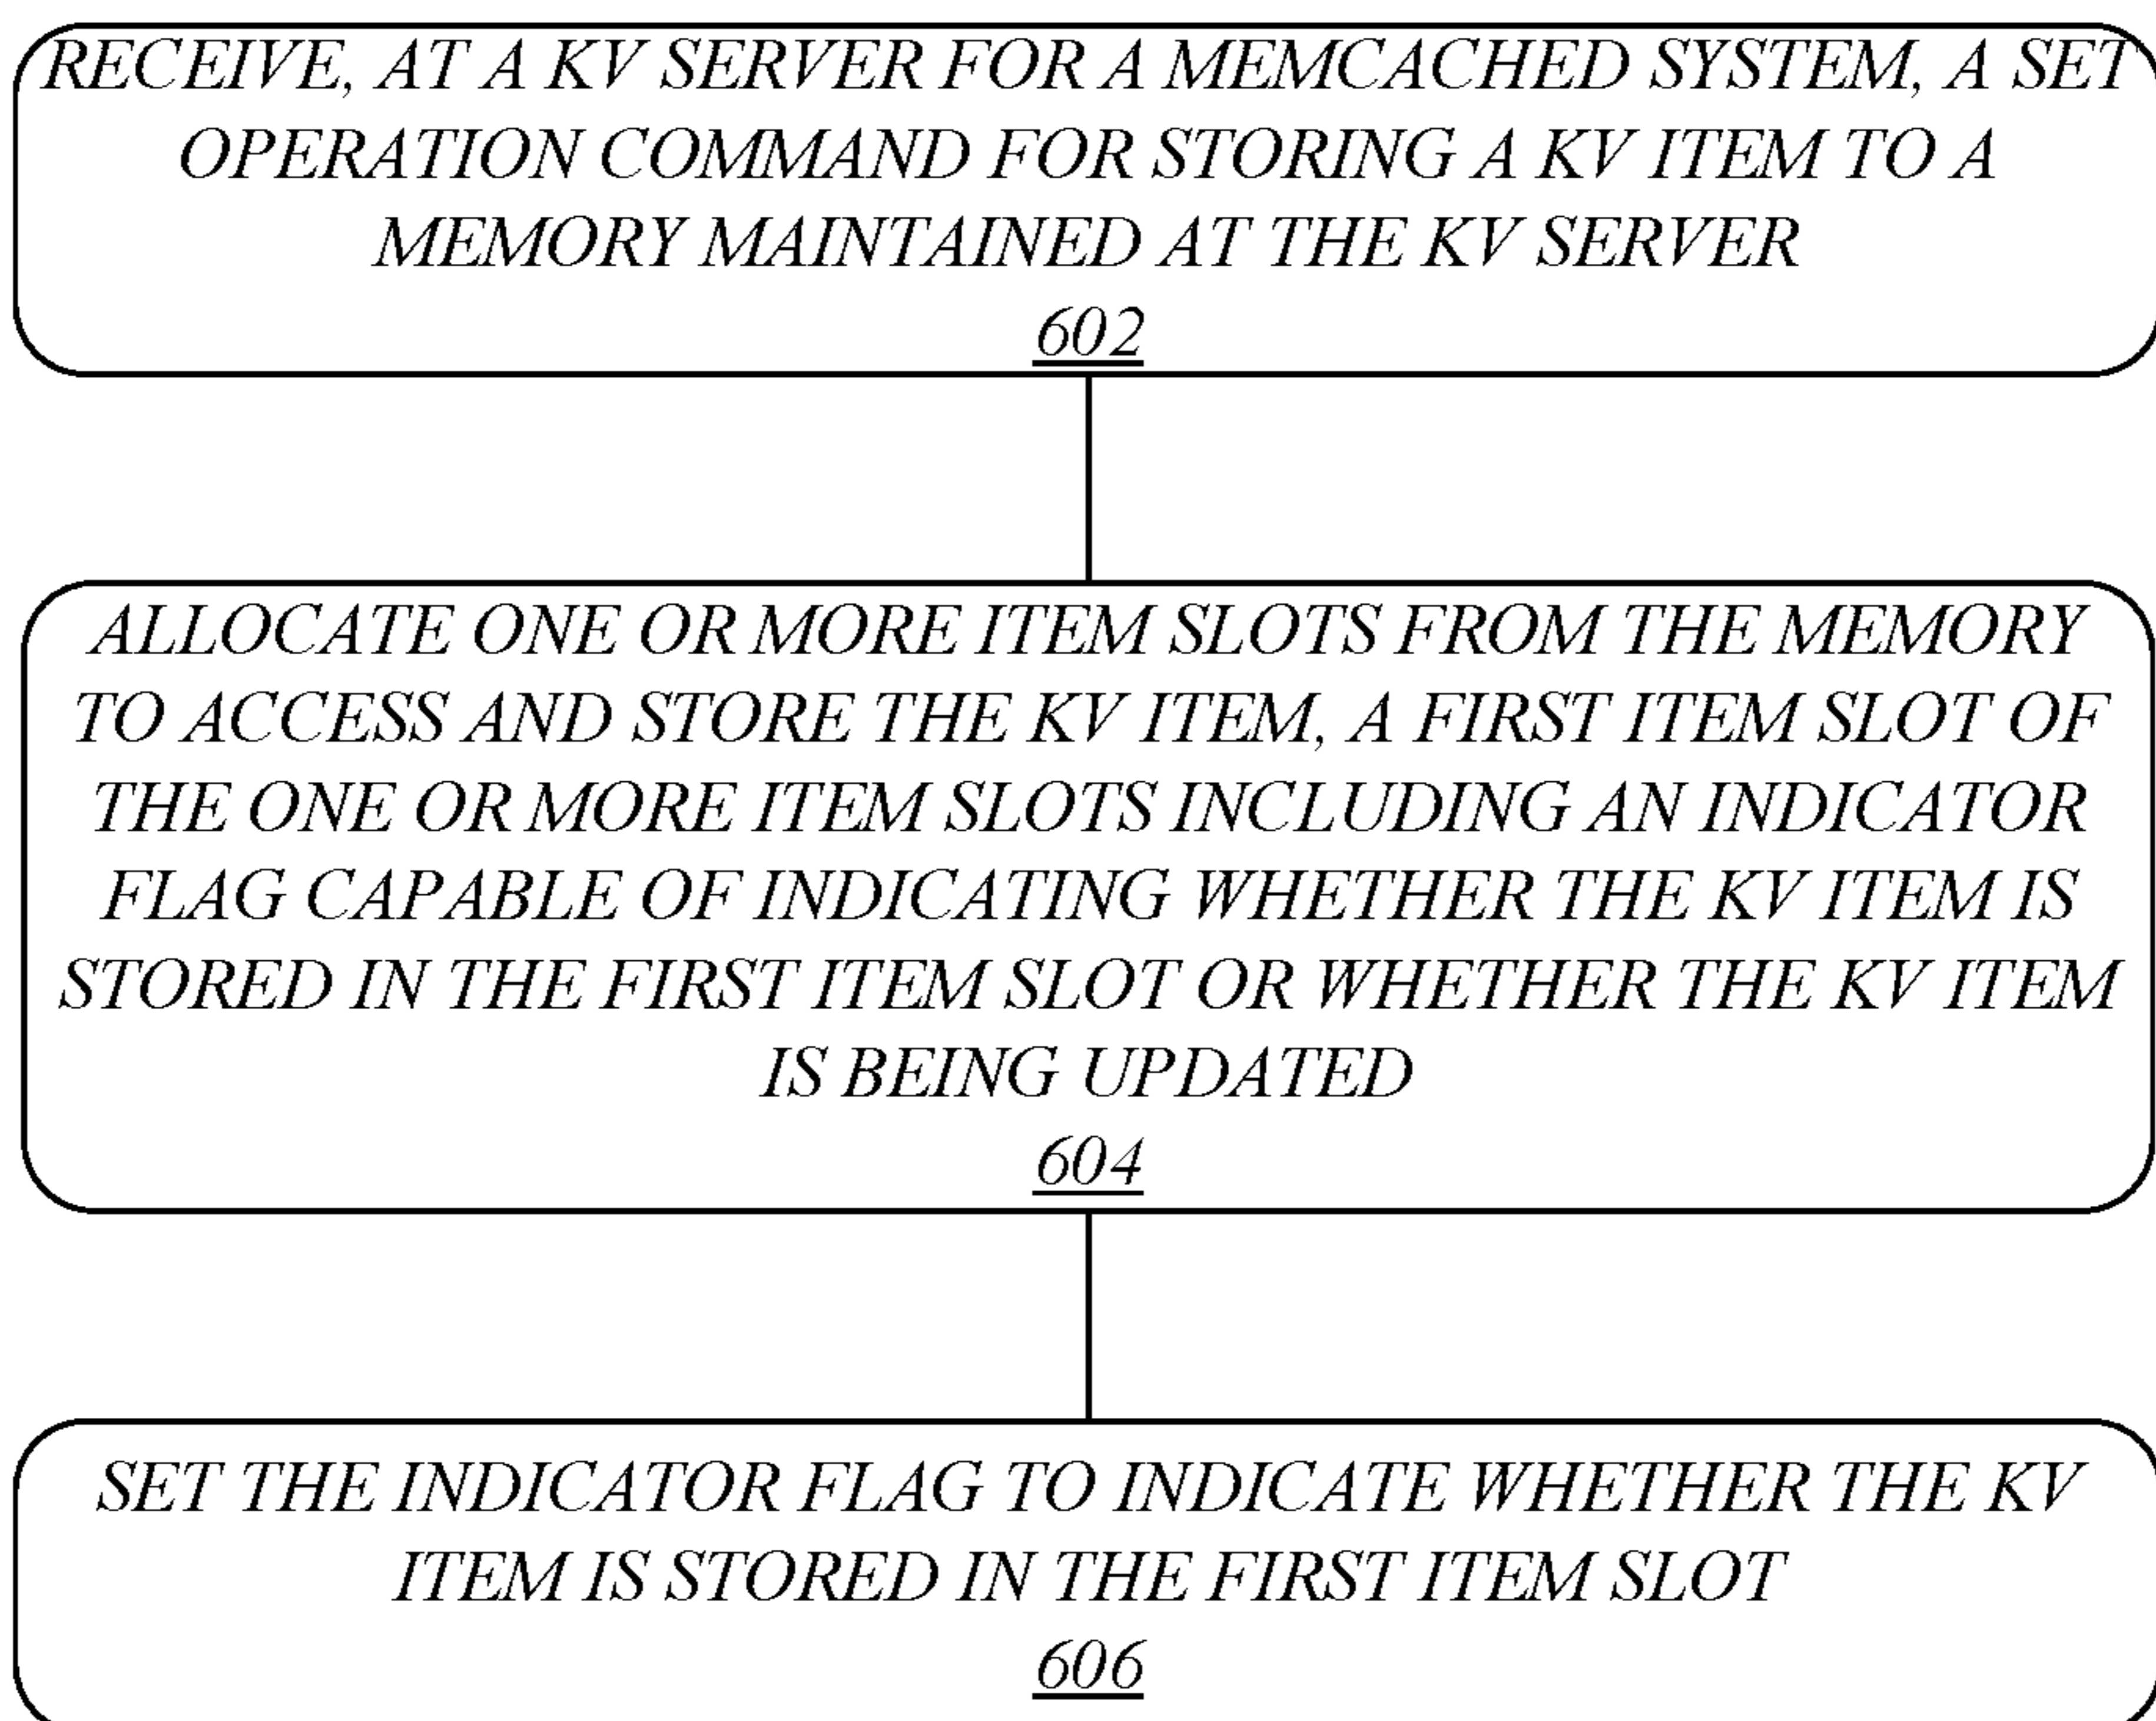 RECEIVE, AT A KV SERVER FOR A MEMCACHED SYSTEM, A SET
OPERATION COMMAND FOR STORING A KV ITEM TO A
MEMORY MAINTAINED AT THE KV SERVER
602
ALLOCATE ONE OR MORE ITEM SLOTS FROM THE MEMORY
TO ACCESS AND STORE THE KV ITEM, A FIRST ITEM SLOT OF
THE ONE OR MORE ITEM SLOTS INCLUDING AN INDICATOR
FLAG CAPABLE OF INDICATING WHETHER THE KV ITEM IS
STORED IN THE FIRST ITEM SLOT OR WHETHER THE KV ITEM
IS BEING UPDATED
604
SET THE INDICATOR FLAG TO INDICATE WHETHER THE KV
ITEM IS STORED IN THE FIRST ITEM SLOT
606